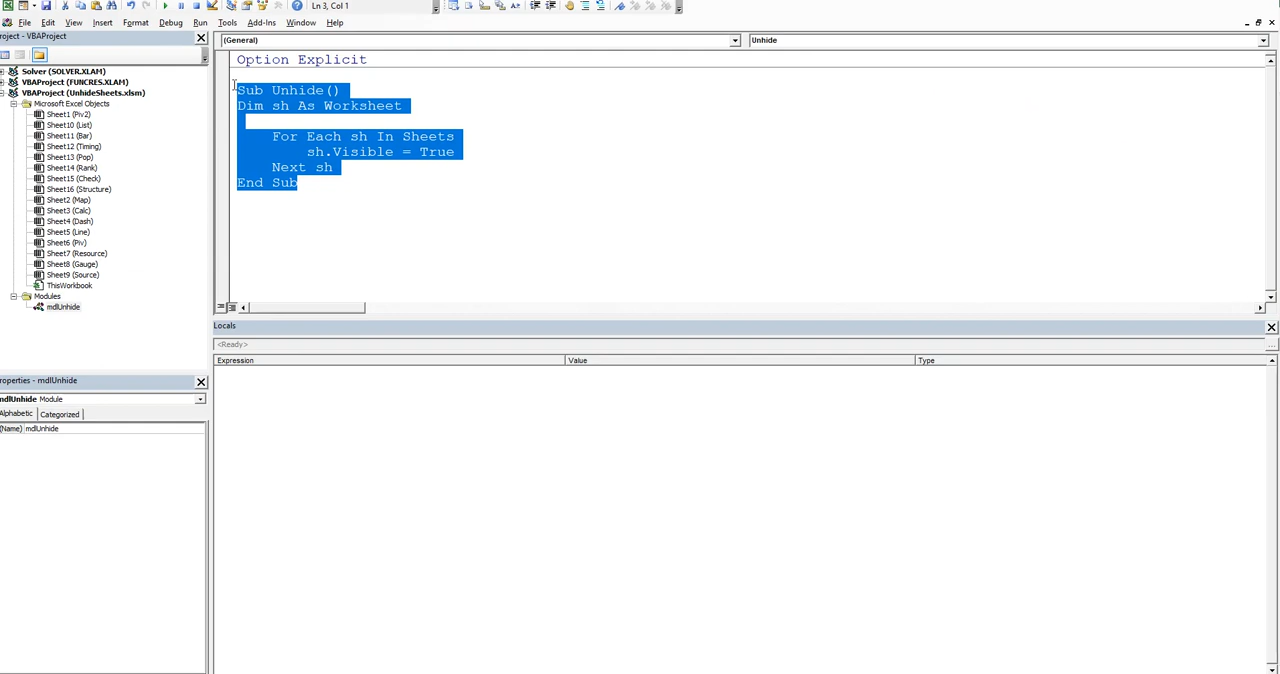 Ln 3, Col 1
File Edit View Insert Format Debug Run Tools Add-Ins Window Help
roject - VBAProject
Solver (SOLVER.XLAM)
VBAProject (FUNCRES.XLAM)
VBAProject (UnhideSheets.xlsm)
Microsoft Excel Objects
Sheet1 (Piv2)
Sheet10 (List)
Sheet11 (Bar)
Sheet12 (Timing)
Sheet13 (Pop)
Sheet14 (Rank)
Sheet15 (Check)
Sheet16 (Structure)
Sheet2 (Map)
Sheet3 (Calc)
Sheet4 (Dash)
Sheet5 (Line)
Sheet6 (Piv)
Sheet7 (Resource)
Sheet8 (Gauge)
Sheet9 (Source)
ThisWorkbook
Modules
mdlUnhide
roperties - mdlUnhide
mdlUnhide Module
Alphabetic Categorized
(Name) mdlUnhide
(General) Unhide
Option Explicit
Sub Unhide()
Dim sh As Worksheet
For Each sh In Sheets
sh.Visible = True
Next sh
End Sub
Locals
<Ready>
Expression Value Type